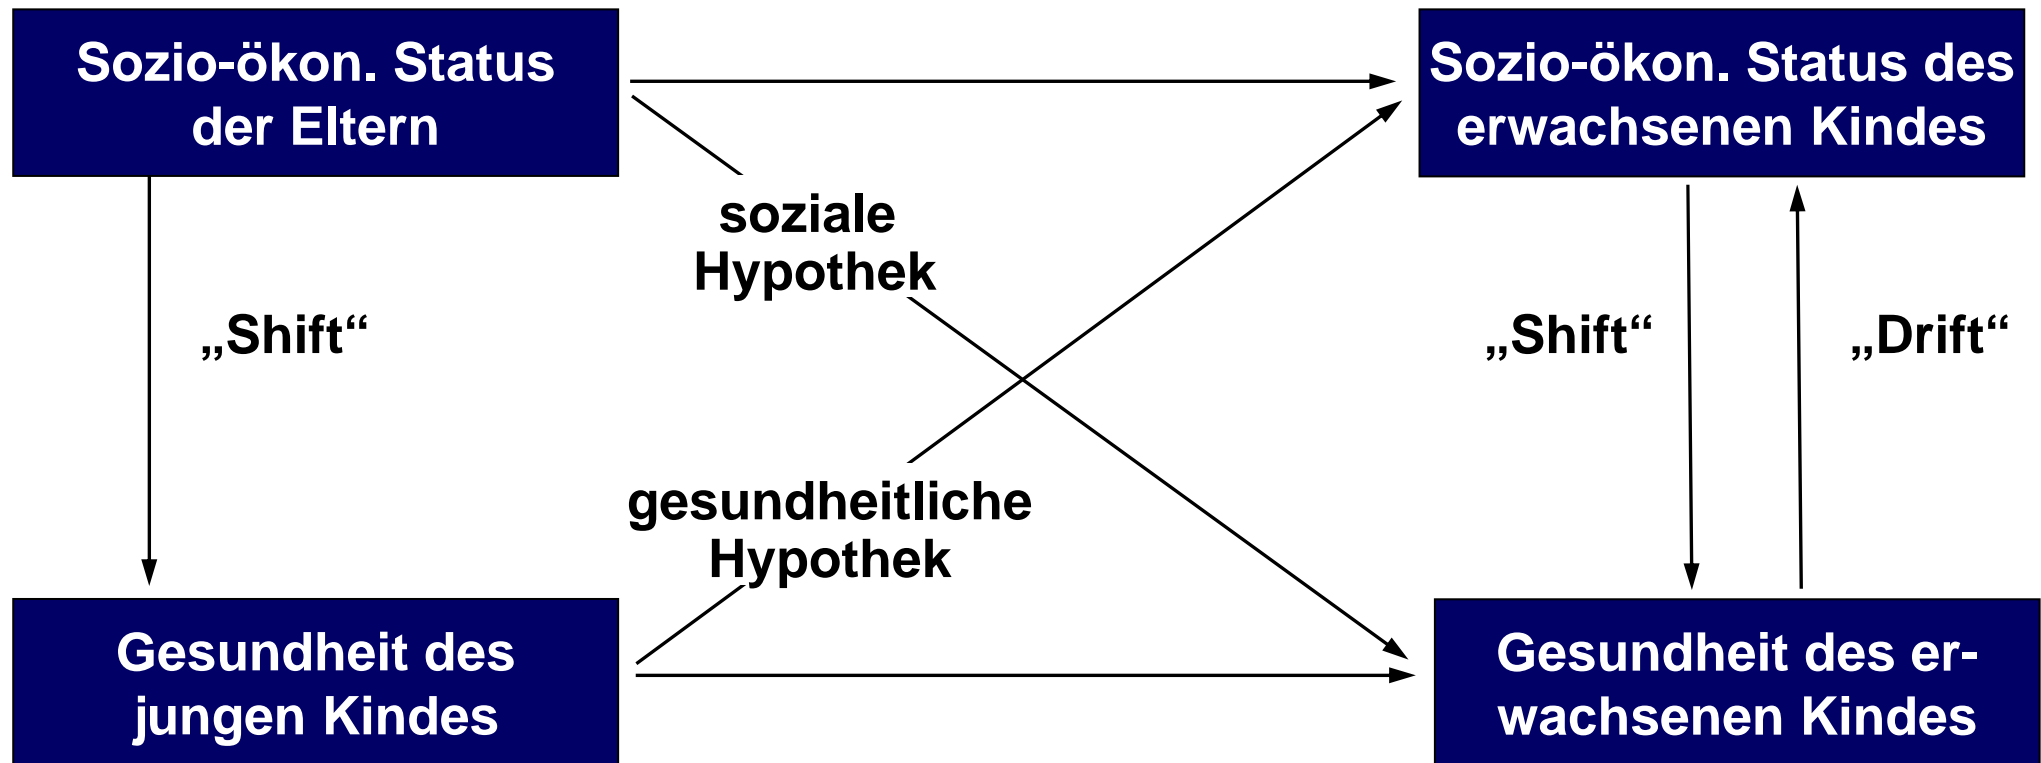 Sozio-ökon. Status
der Eltern
Sozio-ökon. Status des
erwachsenen Kindes
soziale
Hypothek
„Shift“
„Shift“
„Drift“
gesundheitliche
Hypothek
Gesundheit des
jungen Kindes
Gesundheit des er-
wachsenen Kindes